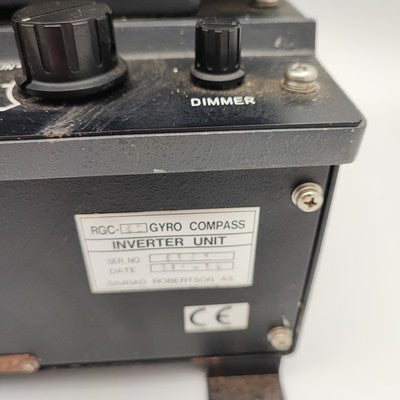 DIMMER
RGC- GYRO COMPASS
INVERTER UNIT
SER. NO.
DATE
SIMRAD ROBERTSON AS
CE